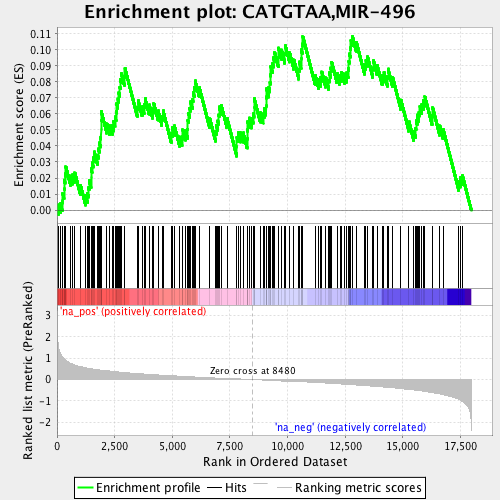 Enrichment plot: CATGTAA,MIR-496
Enrichment score (ES)
0.11
0.10
0.09
0.08
0.07
0.06
0.05
0.04
0.03
0.02
0.01
0.00
'na_pos' (positively correlated)
Ranked list metric (PreRanked)
3
2
1
0
-1
-2
Zero cross at 8480
'na_neg' (negatively correlated)
0
2,500
5,000
7,500
10,000
12,500
15,000
17,500
Rank in Ordered Dataset
Enrichment profile
Hits
Ranking metric scores